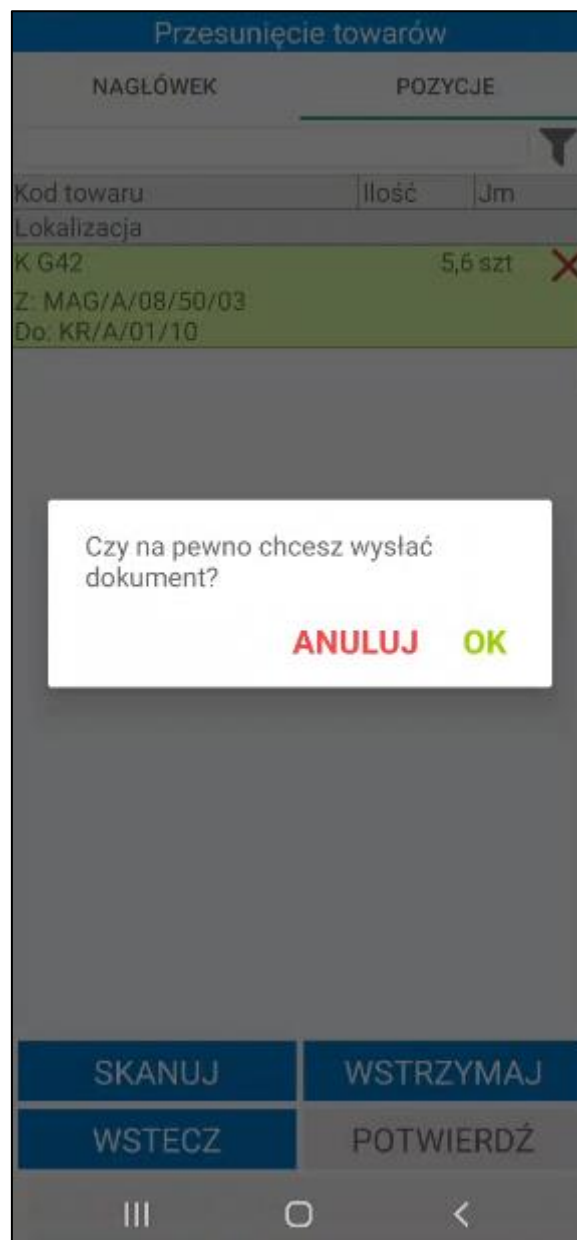 Przesunięcie towarów
NAGŁÓWEK POZYCJE
Kod towaru Ilość Jm
Lokalizacja
K G42 5,6 szt
Z: MAG/A/08/50/03
Do: KR/A/01/10
Czy na pewno chcesz wysłać
dokument?
ANULUJ OK
SKANUJ WSTRZYMAJ
WSTECZ POTWIERDŹ